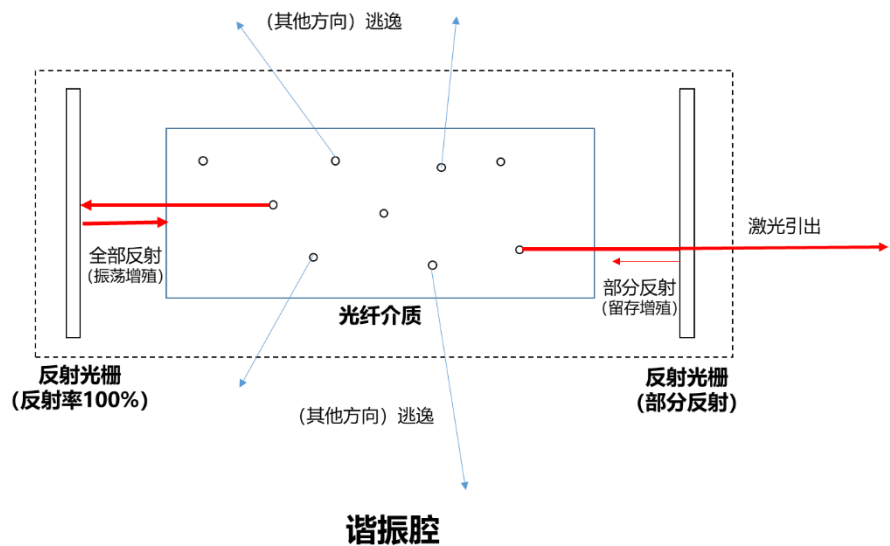 （其他方向）逃逸
激光引出
全部反射
（振荡增殖）
部分反射
（留存增殖）
光纤介质
反射光栅
（反射率100%）
反射光栅
（部分反射）
（其他方向）逃逸
谐振腔